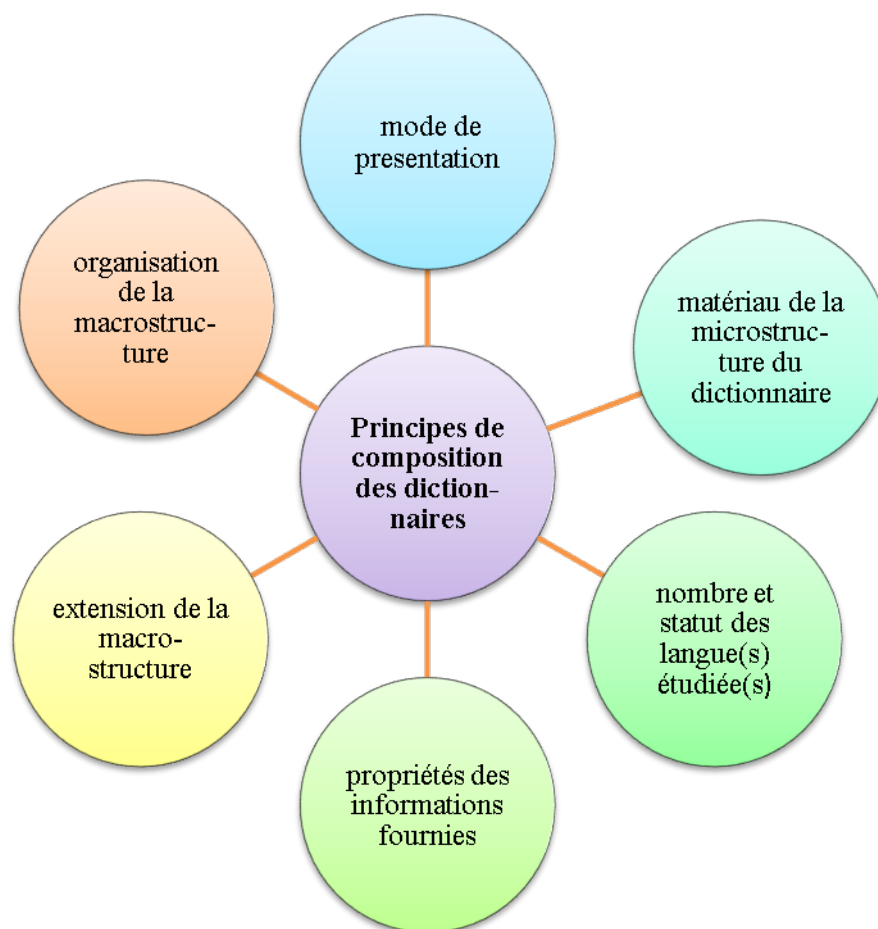 mode de
presentation
organisation
de la
macrostruc-
ture
matériau de la
microstruc-
ture du
dictionnaire
Principes de
composition
des diction-
naires
extension de la
macro-
structure
nombre et
statut des
langue(s)
étudiée(s)
propriétés des
informations
fournies